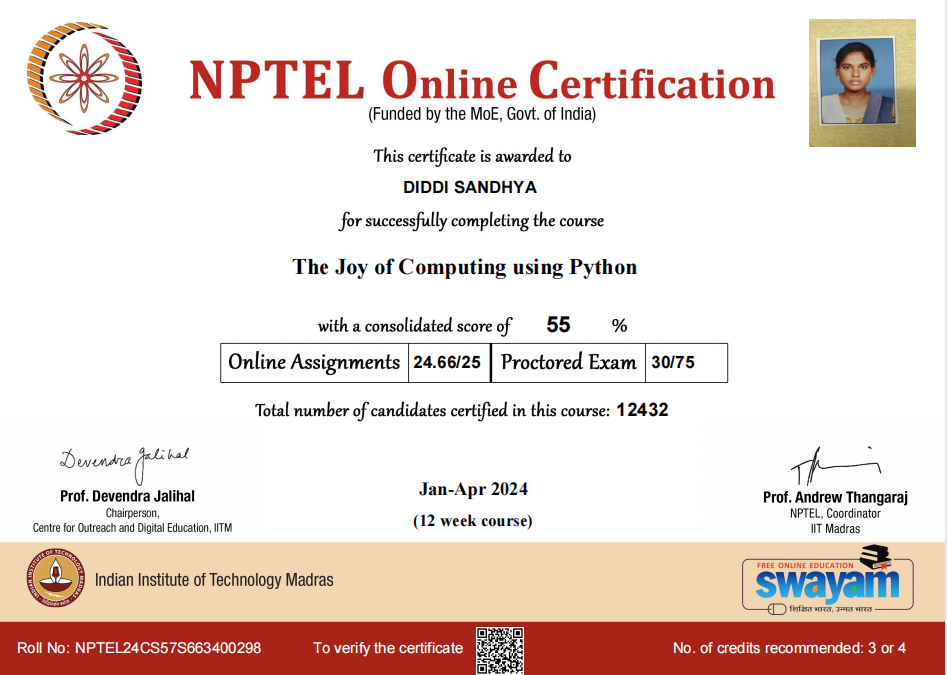 NPTEL Online Certification
(Funded by the MoE, Govt. of India)
This certificate is awarded to
DIDDI SANDHYA
for successfully completing the course
The Joy of Computing using Python
with a consolidated score of 55 %
Online Assignments 24.66/25 Proctored Exam 30/75
Total number of candidates certified in this course: 12432
Devendra Jalihal
Prof. Devendra Jalihal
Chairperson,
Centre for Outreach and Digital Education, IITM
Jan-Apr 2024
(12 week course)
Prof. Andrew Thangaraj
NPTEL, Coordinator
IIT Madras
INDIAN INSTITUTE OF TECHNOLOGY MADRAS
Indian Institute of Technology Madras
FREE ONLINE EDUCATION
swayam
शिक्षित भारत, उन्नत भारत
Roll No: NPTEL24CS57S663400298
To verify the certificate
No. of credits recommended: 3 or 4